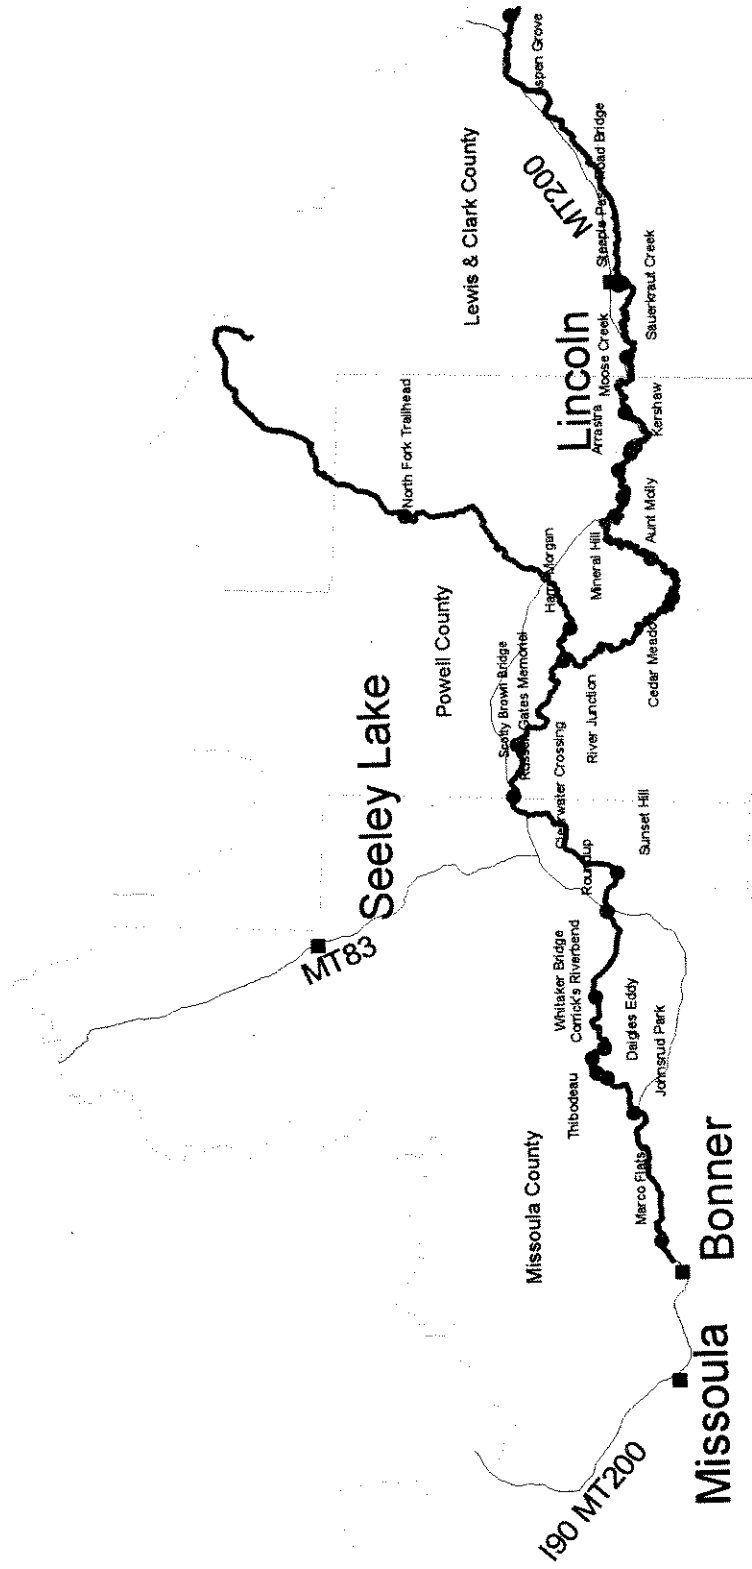 MT83
Seeley Lake
North Fork Trailhead
Powell County
Lewis & Clark County
Missoula County
Scotty Brown Bridge
Russell Gates Memorial
MT200
spen Grove
I90 MT200
Whitaker Bridge
Corrick's Riverbend
Clearwater Crossing
Harry Morgan
Lincoln
Thibodeau
Roundup
River Junction
Mineral Hill
Arrastra
Moose Creek
Steeple Pass Road Bridge
Daigles Eddy
Marco Flats
Johnsrud Park
Sunset Hill
Cedar Meadow
Aunt Molly
Kershaw
Sauerkraut Creek
Missoula
Bonner